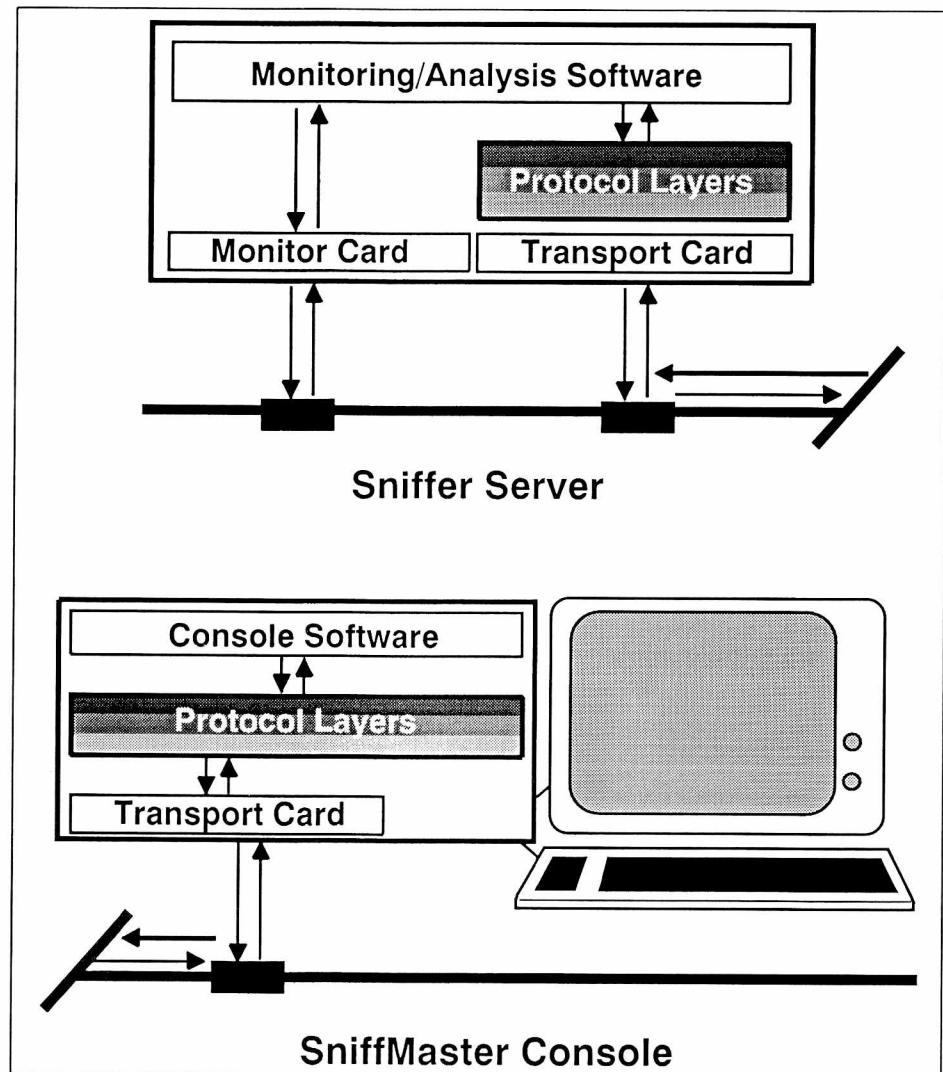 Monitoring/Analysis Software
Protocol Layers
Monitor Card
Transport Card
Sniffer Server
Console Software
Protocol Layers
Transport Card
SniffMaster Console